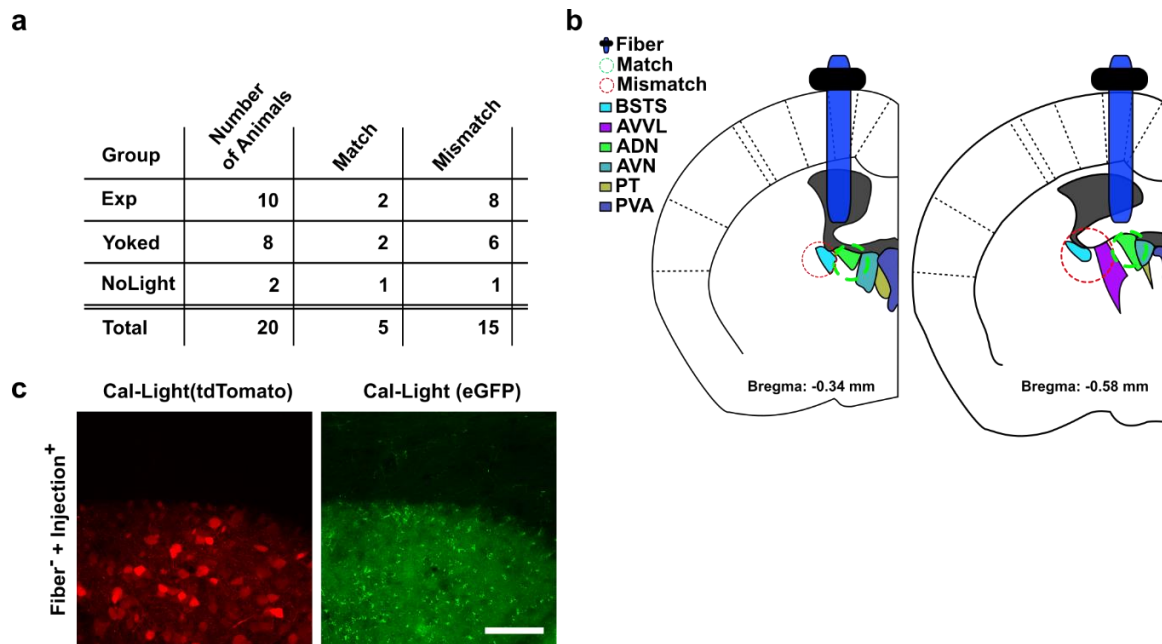 a
Group Number of Animals Match Mismatch
Exp 10 2 8
Yoked 8 2 6
NoLight 2 1 1
Total 20 5 15
b
Fiber
Match
Mismatch
BSTS
AVVL
ADN
AVN
PT
PVA
Bregma: -0.34 mm
Bregma: -0.58 mm
c
Cal-Light(tdTomato)
Cal-Light (eGFP)
Fiber⁻ + Injection⁺